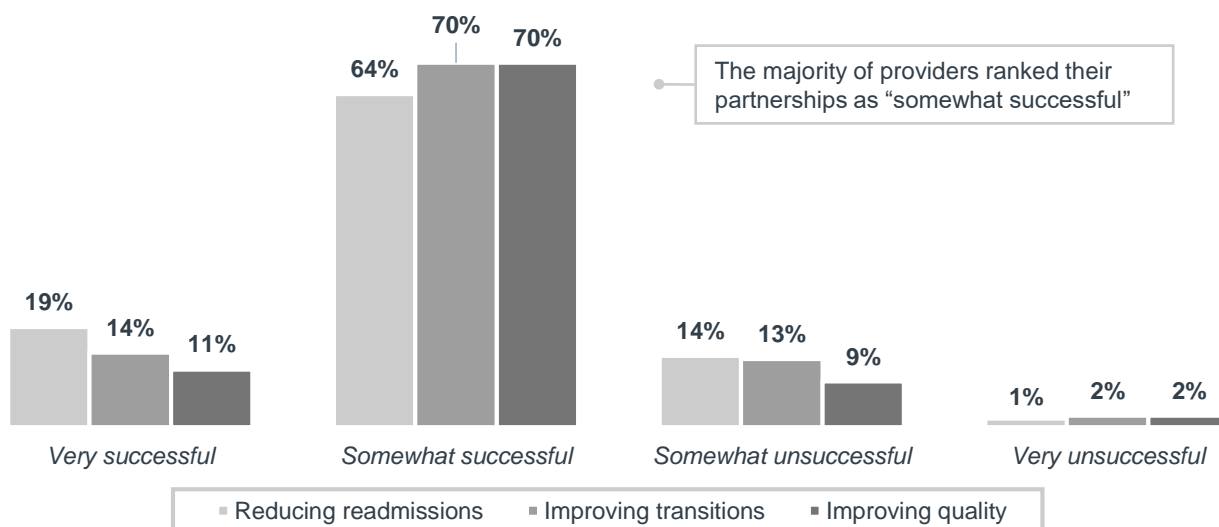 70%
70%
64%
The majority of providers ranked their
partnerships as “somewhat successful”
19%
14%
11%
14%
13%
9%
1%
2%
2%
Very successful
Somewhat successful
Somewhat unsuccessful
Very unsuccessful
Reducing readmissions
Improving transitions
Improving quality